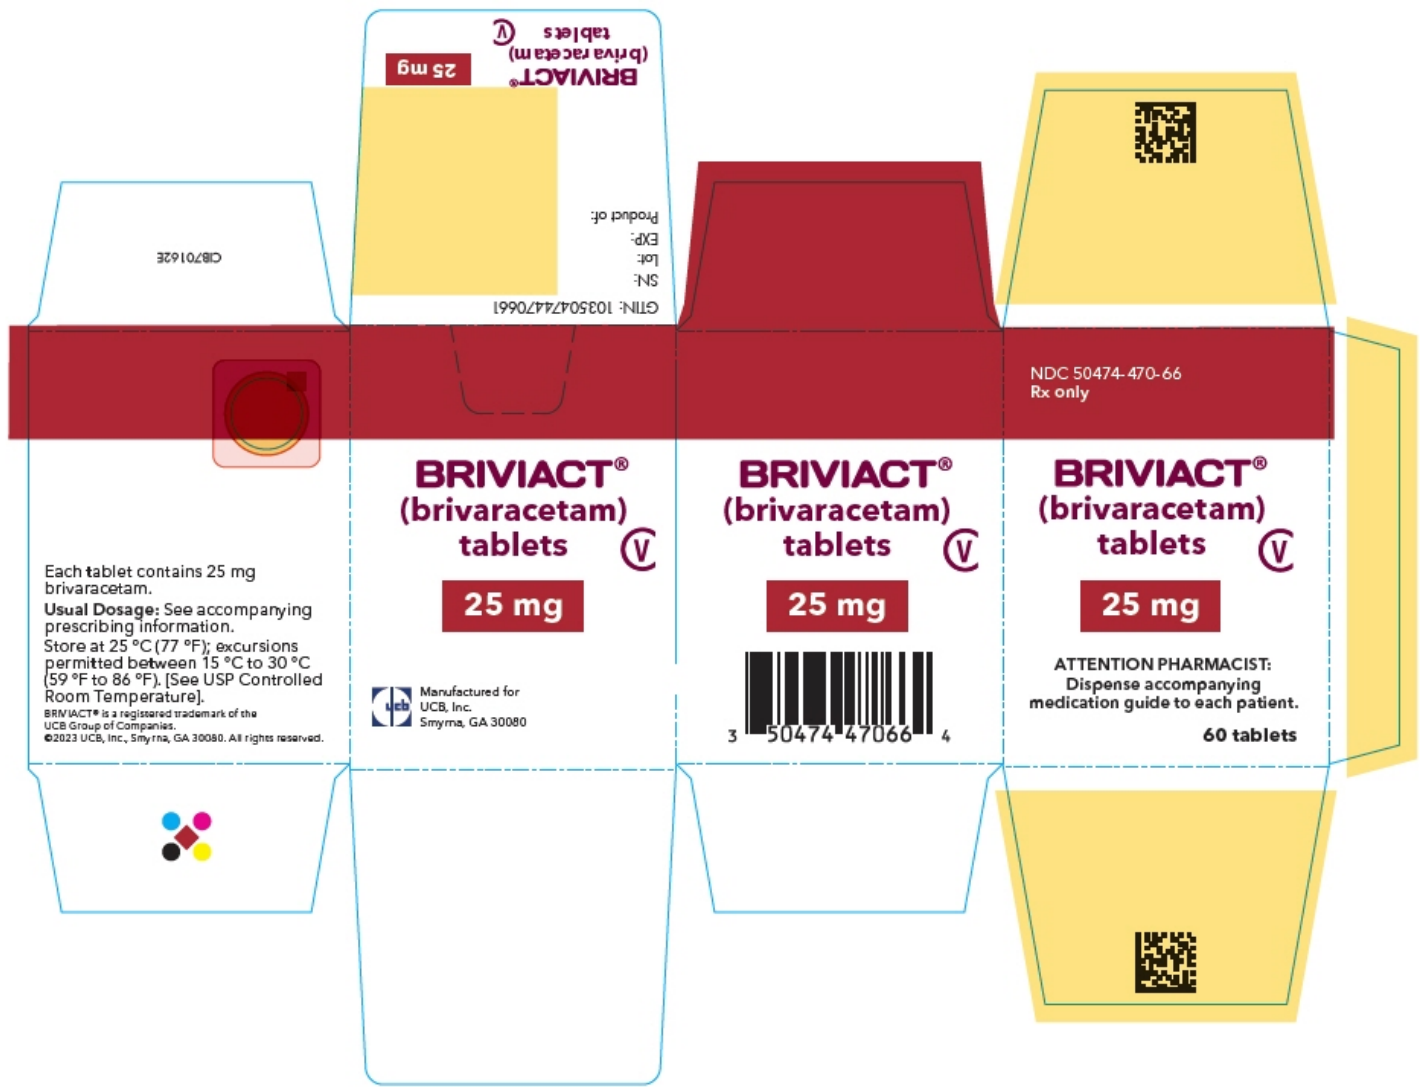 BRIVIACT®
(brivaracetam)
tablets CV
25 mg
Product of:
EXP:
Lot:
SN:
GTIN: 10350474470661
CIB70162E
Each tablet contains 25 mg
brivaracetam.
Usual Dosage: See accompanying
prescribing information.
Store at 25 °C (77 °F); excursions
permitted between 15 °C to 30 °C
(59 °F to 86 °F). [See USP Controlled
Room Temperature].
BRIVIACT® is a registered trademark of the
UCB Group of Companies.
©2023 UCB, Inc., Smyrna, GA 30080. All rights reserved.
BRIVIACT®
(brivaracetam)
tablets CV
25 mg
ucb
Manufactured for
UCB, Inc.
Smyrna, GA 30080
BRIVIACT®
(brivaracetam)
tablets CV
25 mg
3 50474 47066 4
NDC 50474-470-66
Rx only
BRIVIACT®
(brivaracetam)
tablets CV
25 mg
ATTENTION PHARMACIST:
Dispense accompanying
medication guide to each patient.
60 tablets